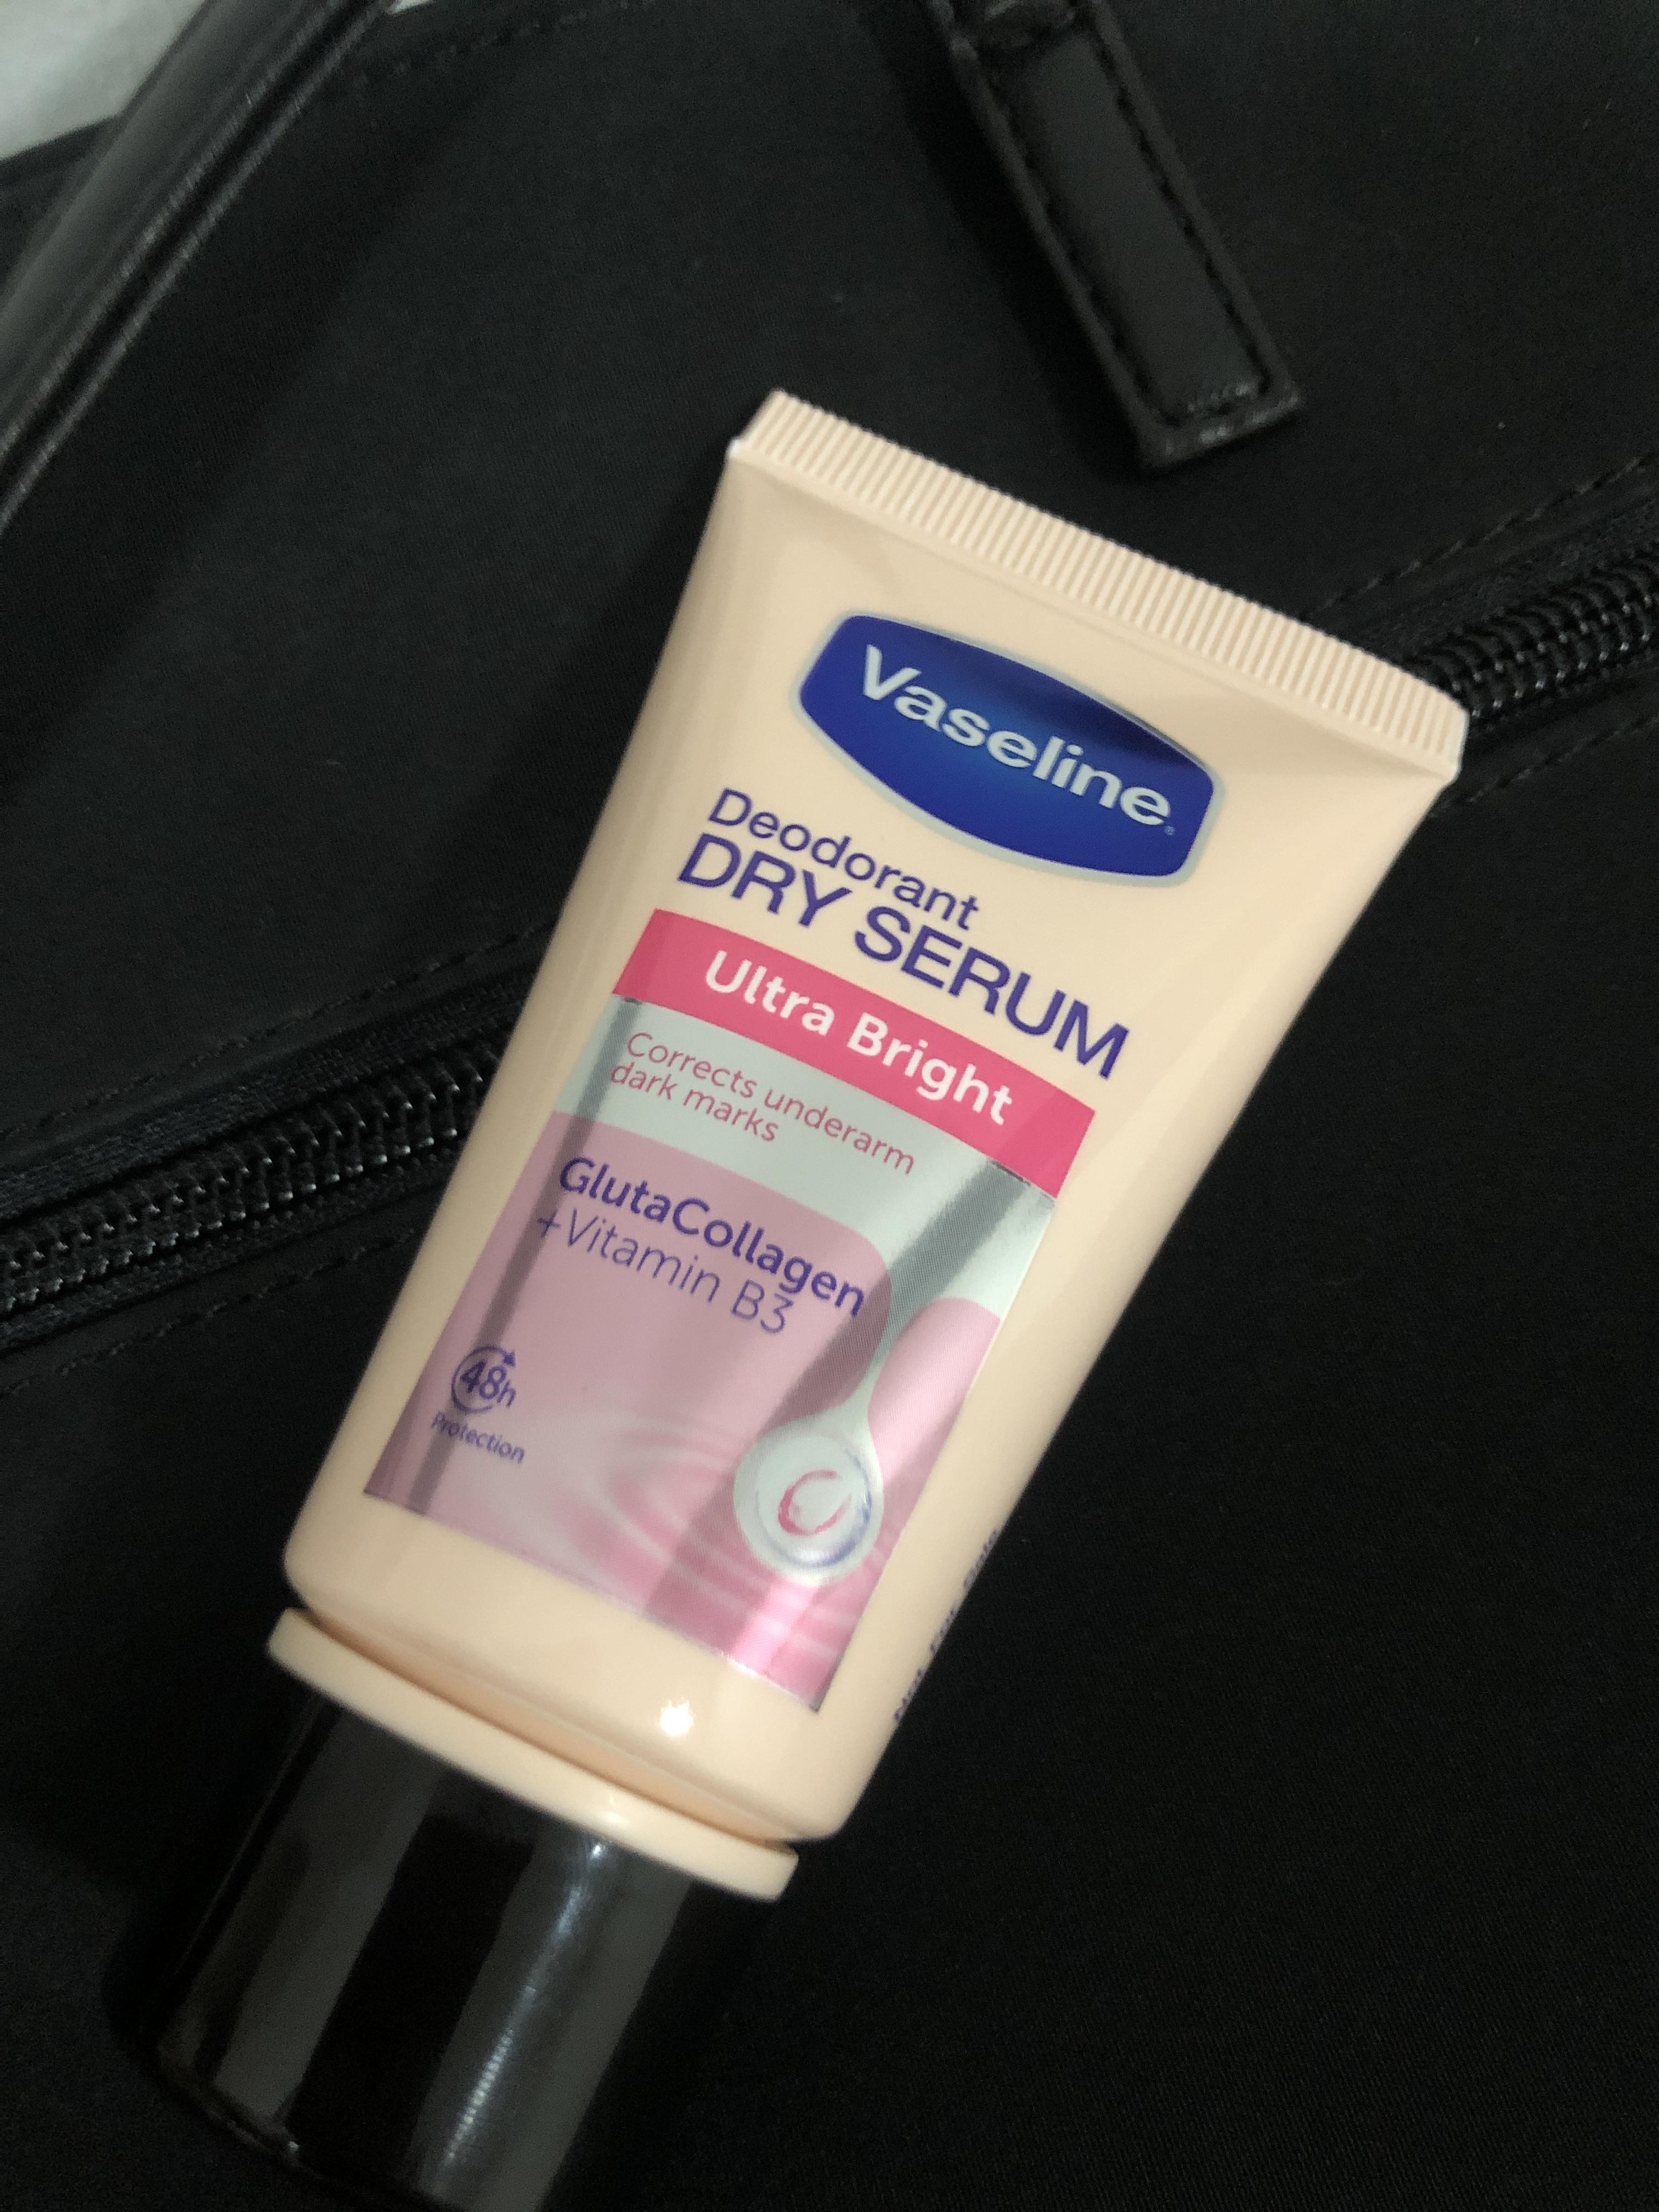 Vaseline®
Deodorant
DRY SERUM
Ultra Bright
Corrects underarm
dark marks
GlutaCollagen
+Vitamin B3
48h
Protection